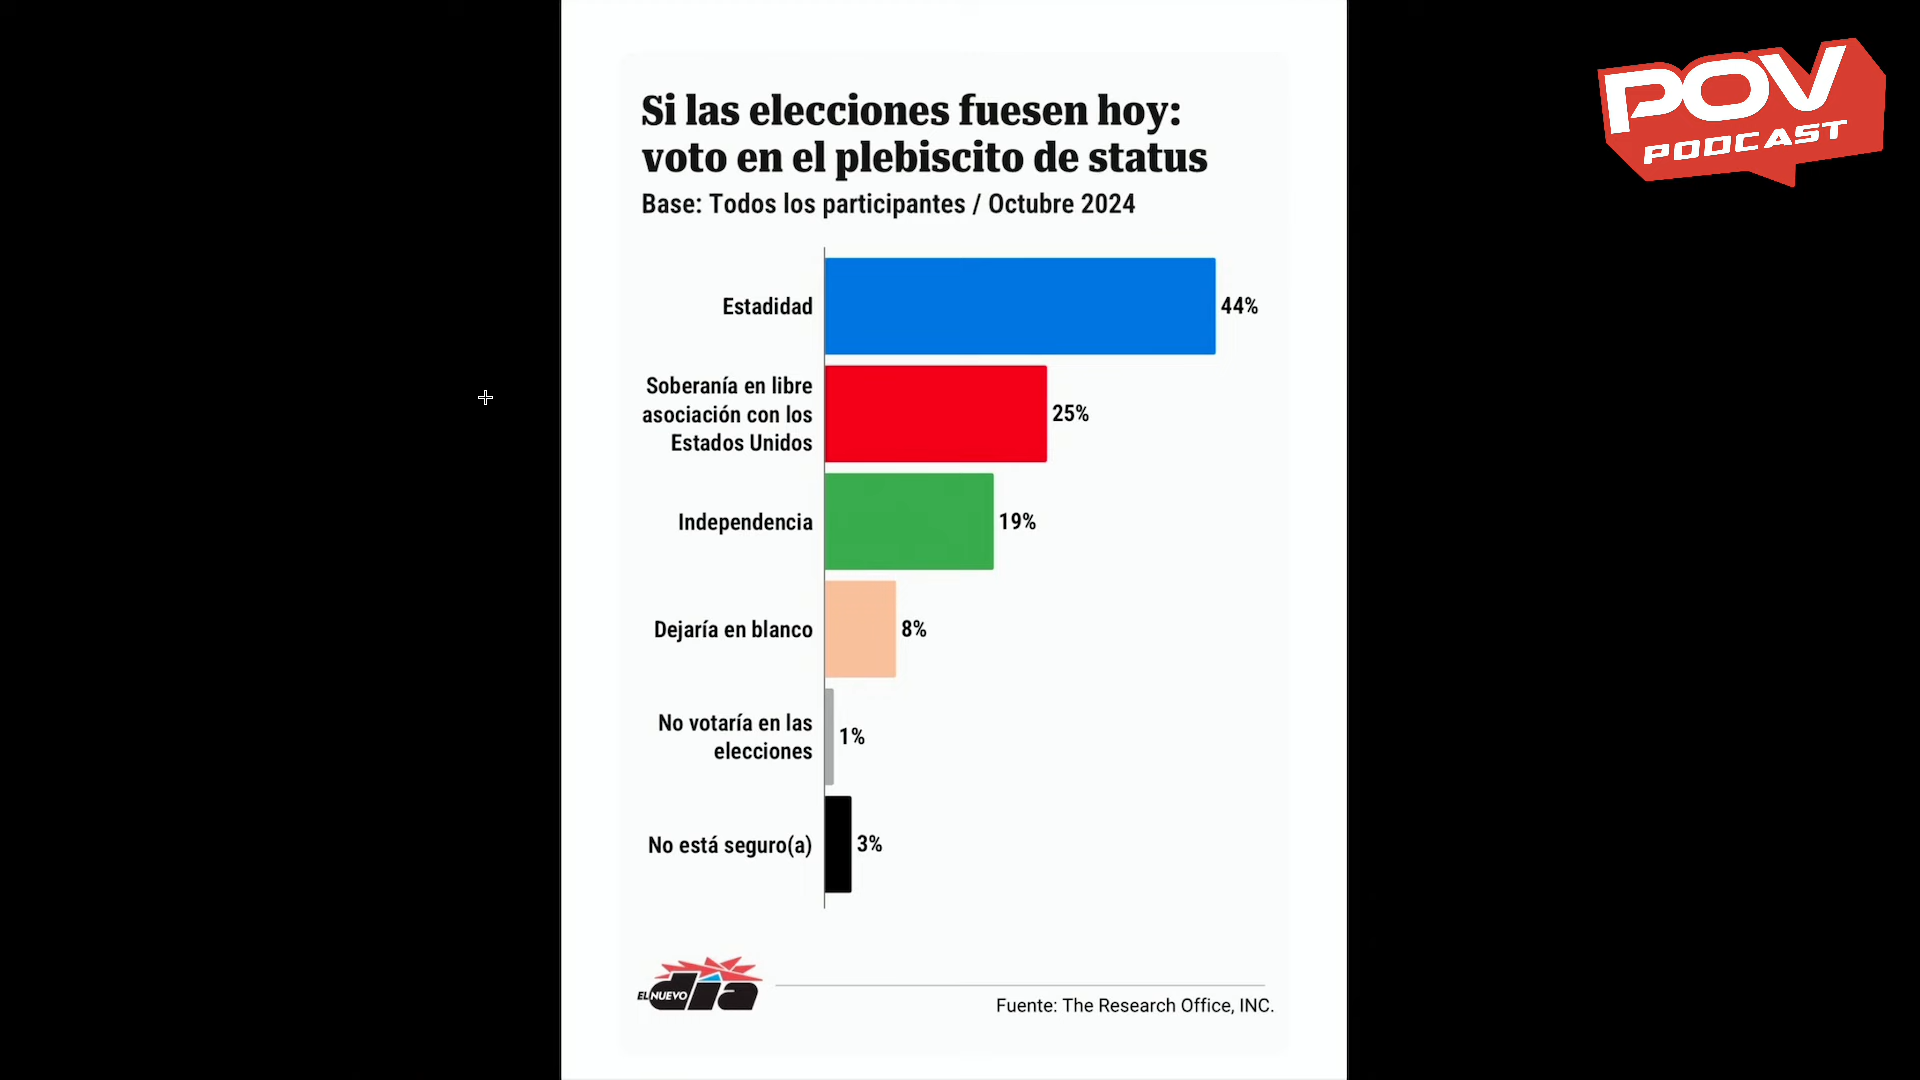 Si las elecciones fuesen hoy:
voto en el plebiscito de status
Base: Todos los participantes / Octubre 2024
POV
PODCAST
Estadidad
44%
Soberanía en libre
asociación con los
Estados Unidos
25%
Independencia
19%
Dejaría en blanco
8%
No votaría en las
elecciones
1%
No está seguro(a)
3%
EL NUEVO
día
Fuente: The Research Office, INC.